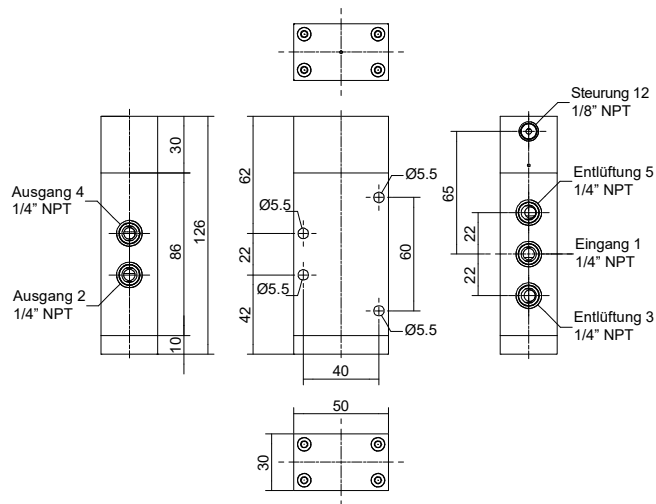 Ausgang 4
1/4” NPT
Ausgang 2
1/4” NPT
30
86
10
126
62
22
42
Ø5.5
Ø5.5
Ø5.5
Ø5.5
60
40
50
30
65
22
22
Steurung 12
1/8” NPT
Entlüftung 5
1/4” NPT
Eingang 1
1/4” NPT
Entlüftung 3
1/4” NPT